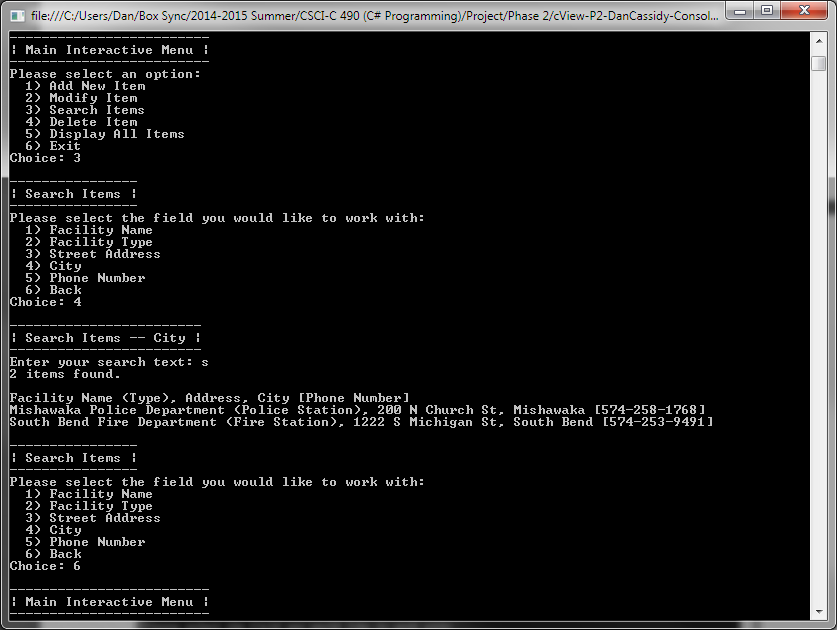 file:///C:/Users/Dan/Box Sync/2014-2015 Summer/CSCI-C 490 (C# Programming)/Project/Phase 2/cView-P2-DanCassidy-Consol...
-------------------------
| Main Interactive Menu |
-------------------------
Please select an option:
  1) Add New Item
  2) Modify Item
  3) Search Items
  4) Delete Item
  5) Display All Items
  6) Exit
Choice: 3
----------------
| Search Items |
----------------
Please select the field you would like to work with:
  1) Facility Name
  2) Facility Type
  3) Street Address
  4) City
  5) Phone Number
  6) Back
Choice: 4
------------------------
| Search Items -- City |
------------------------
Enter your search text: s
2 items found.
Facility Name (Type), Address, City [Phone Number]
Mishawaka Police Department (Police Station), 200 N Church St, Mishawaka [574-258-1768]
South Bend Fire Department (Fire Station), 1222 S Michigan St, South Bend [574-253-9491]
----------------
| Search Items |
----------------
Please select the field you would like to work with:
  1) Facility Name
  2) Facility Type
  3) Street Address
  4) City
  5) Phone Number
  6) Back
Choice: 6
-------------------------
| Main Interactive Menu |
-------------------------